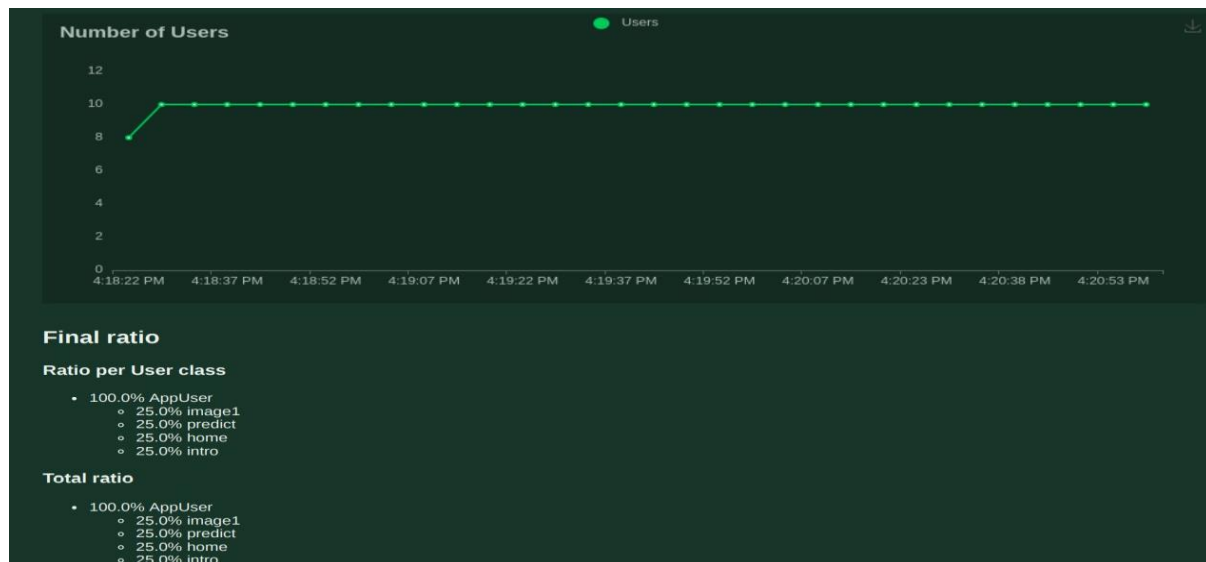 Number of Users
Users
12
10
8
6
4
2
0
4:18:22 PM 4:18:37 PM 4:18:52 PM 4:19:07 PM 4:19:22 PM 4:19:37 PM 4:19:52 PM 4:20:07 PM 4:20:23 PM 4:20:38 PM 4:20:53 PM
Final ratio
Ratio per User class
• 100.0% AppUser
∘ 25.0% image1
∘ 25.0% predict
∘ 25.0% home
∘ 25.0% intro
Total ratio
• 100.0% AppUser
∘ 25.0% image1
∘ 25.0% predict
∘ 25.0% home
∘ 25.0% intro